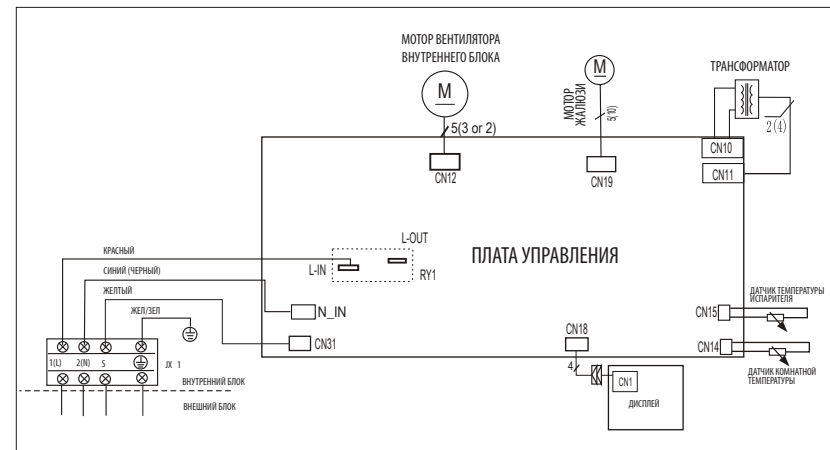 МОТОР ВЕНТИЛЯТОРА
ВНУТРЕННЕГО БЛОКА
M
5(3 or 2)
CN12
МОТОР
ЖАЛЮЗИ
M
5(10)
CN19
ТРАНСФОРМАТОР
2(4)
CN10
CN11
L-OUT
L-IN
RY1
ПЛАТА УПРАВЛЕНИЯ
КРАСНЫЙ
СИНИЙ (ЧЕРНЫЙ)
ЖЕЛТЫЙ
ЖЕЛ/ЗЕЛ
N_IN
CN31
1(L)
2(N)
S
JX 1
ВНУТРЕННИЙ БЛОК
ВНЕШНИЙ БЛОК
CN18
4
CN1
ДИСПЛЕЙ
CN15
ДАТЧИК ТЕМПЕРАТУРЫ
ИСПАРИТЕЛЯ
CN14
ДАТЧИК КОМНАТНОЙ
ТЕМПЕРАТУРЫ